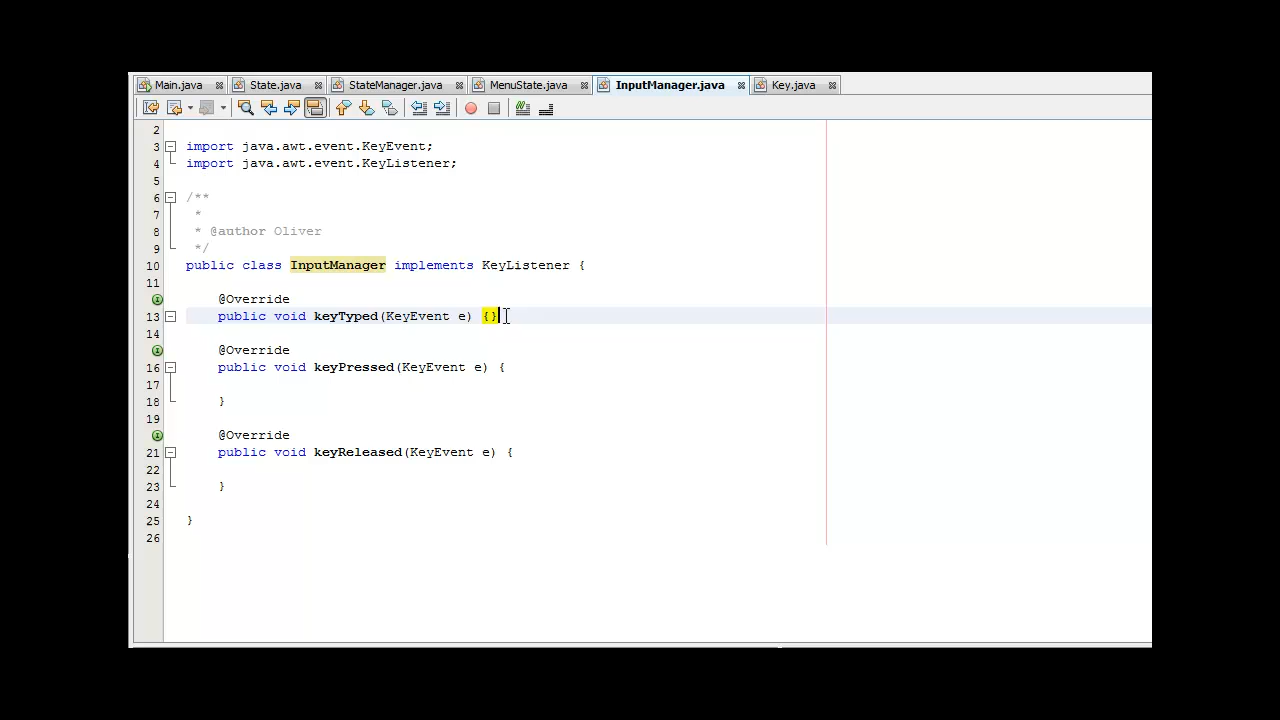 Main.java State.java StateManager.java MenuState.java InputManager.java Key.java
2
3 import java.awt.event.KeyEvent;
4 import java.awt.event.KeyListener;
5
6 /**
7 *
8 * @author Oliver
9 */
10 public class InputManager implements KeyListener {
11
@Override
13 public void keyTyped(KeyEvent e) {}
14
@Override
16 public void keyPressed(KeyEvent e) {
17
18 }
19
@Override
21 public void keyReleased(KeyEvent e) {
22
23 }
24
25 }
26